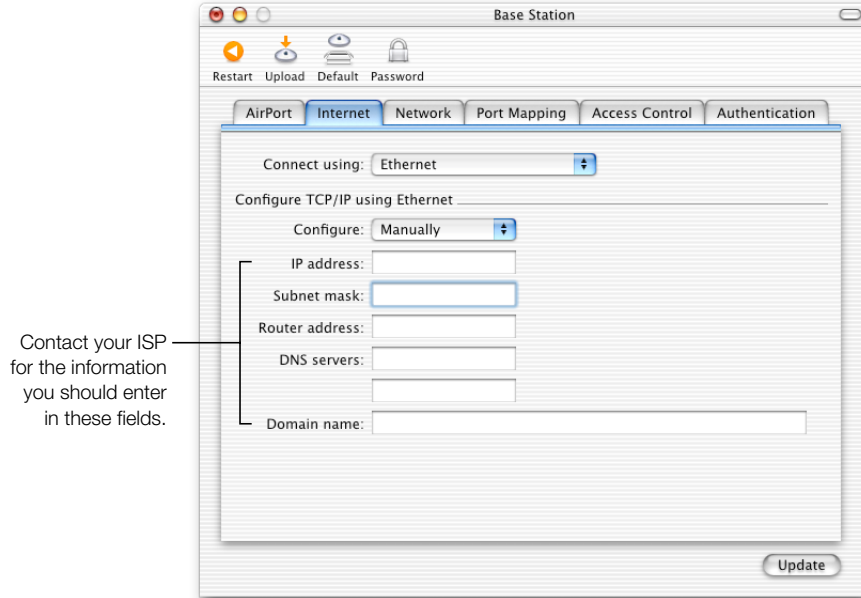 Base Station
Restart Upload Default Password
AirPort Internet Network Port Mapping Access Control Authentication
Connect using: Ethernet
Configure TCP/IP using Ethernet
Configure: Manually
IP address:
Subnet mask:
Router address:
DNS servers:
Domain name:
Contact your ISP
for the information
you should enter
in these fields.
Update